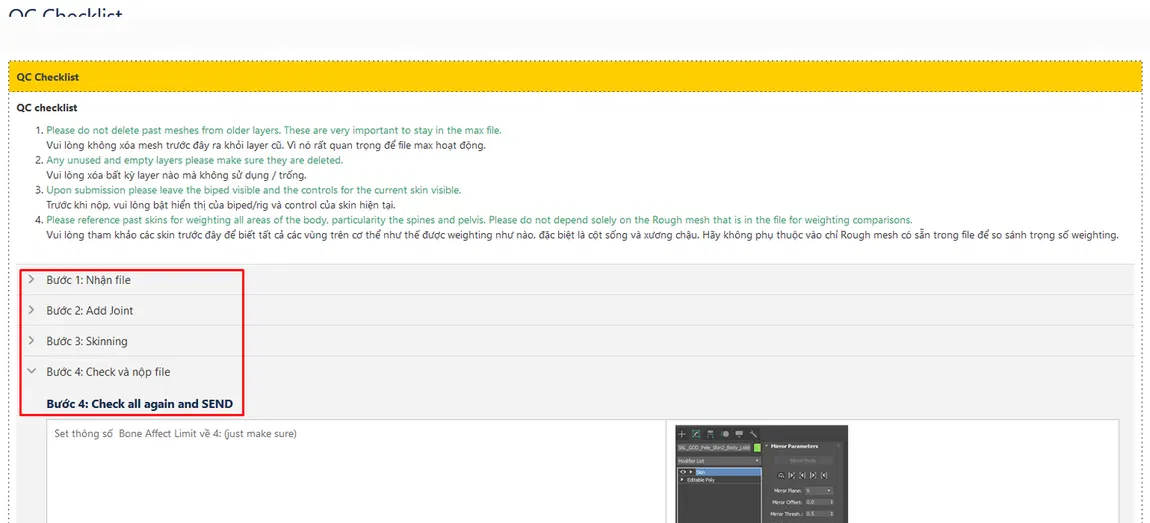 QC Checklist
QC Checklist
QC checklist
1. Please do not delete past meshes from older layers. These are very important to stay in the max file.
Vui lòng không xóa mesh trước đây ra khỏi layer cũ. Vì nó rất quan trọng để file max hoạt động.
2. Any unused and empty layers please make sure they are deleted.
Vui lòng xóa bất kỳ layer nào mà không sử dụng / trống.
3. Upon submission please leave the biped visible and the controls for the current skin visible.
Trước khi nộp, vui lòng bật hiển thị của biped/rig và control của skin hiện tại.
4. Please reference past skins for weighting all areas of the body, particularity the spines and pelvis. Please do not depend solely on the Rough mesh that is in the file for weighting comparisons.
Vui lòng tham khảo các skin trước đây để biết tất cả các vùng trên cơ thể như thế được weighting như nào, đặc biệt là cột sống và xương chậu. Hãy không phụ thuộc vào chỉ Rough mesh có sẵn trong file để so sánh trọng số weighting.
Bước 1: Nhận file
Bước 2: Add Joint
Bước 3: Skinning
Bước 4: Check và nộp file
Bước 4: Check all again and SEND
Set thông số Bone Affect Limit về 4: (just make sure)
Modifier List
Skin
Editable Poly
Mirror Parameters
Mirror Plane: X
Mirror Offset: 0.0
Mirror Thresh.: 0.5